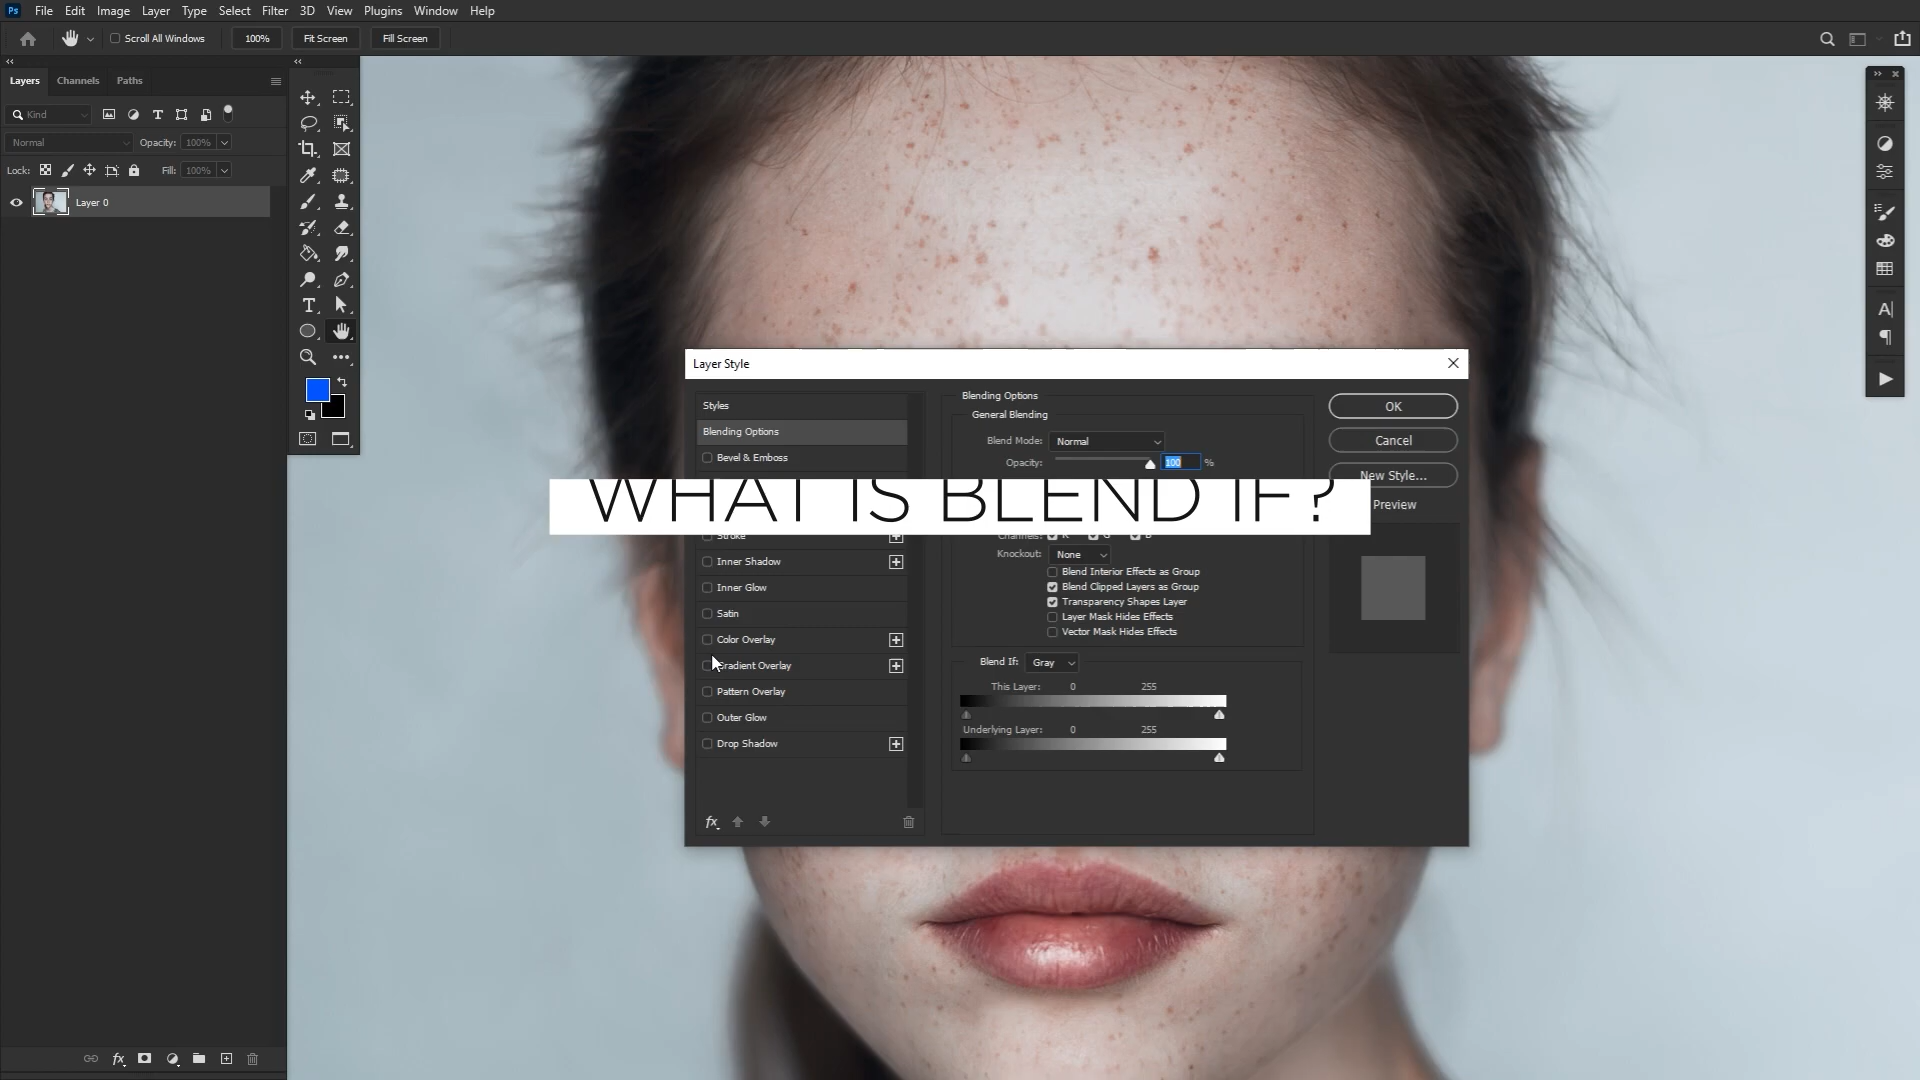 Ps File Edit Image Layer Type Select Filter 3D View Plugins Window Help
Scroll All Windows 100% Fit Screen Fill Screen
Layers Channels Paths
Kind
Normal Opacity: 100%
Lock: Fill: 100%
Layer 0
Layer Style
Styles
Blending Options
Bevel & Emboss
Stroke
Inner Shadow
Inner Glow
Satin
Color Overlay
Gradient Overlay
Pattern Overlay
Outer Glow
Drop Shadow
fx
Blending Options
General Blending
Blend Mode: Normal
Opacity: 100 %
WHAT IS BLEND IF?
Channels: R G B
Knockout: None
Blend Interior Effects as Group
Blend Clipped Layers as Group
Transparency Shapes Layer
Layer Mask Hides Effects
Vector Mask Hides Effects
Blend If: Gray
This Layer: 0 255
Underlying Layer: 0 255
OK
Cancel
New Style...
Preview
fx